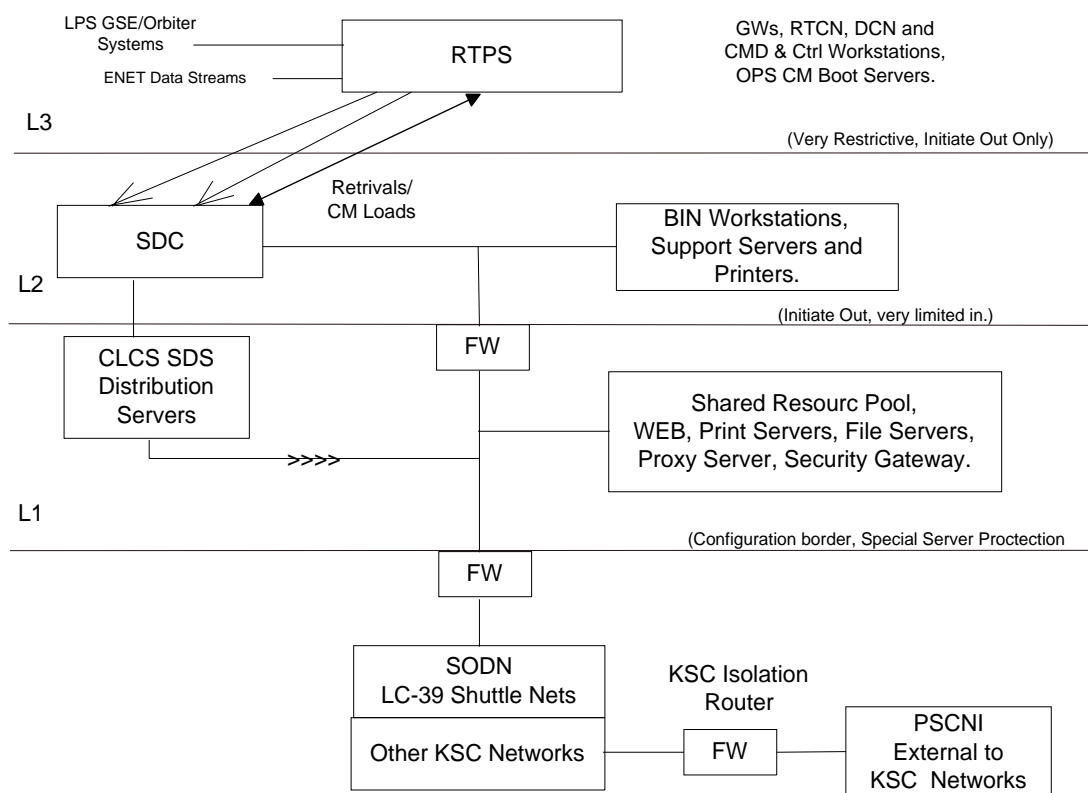 LPS GSE/Orbiter
Systems
ENET Data Streams
RTPS
GWs, RTCN, DCN and
CMD & Ctrl Workstations,
OPS CM Boot Servers.
L3
(Very Restrictive, Initiate Out Only)
Retrivals/
CM Loads
SDC
BIN Workstations,
Support Servers and
Printers.
L2
(Initiate Out, very limited in.)
FW
CLCS SDS
Distribution
Servers
Shared Resourc Pool,
WEB, Print Servers, File Servers,
Proxy Server, Security Gateway.
>>>>
L1
(Configuration border, Special Server Proctection
FW
SODN
LC-39 Shuttle Nets
Other KSC Networks
KSC Isolation
Router
FW
PSCNI
External to
KSC Networks